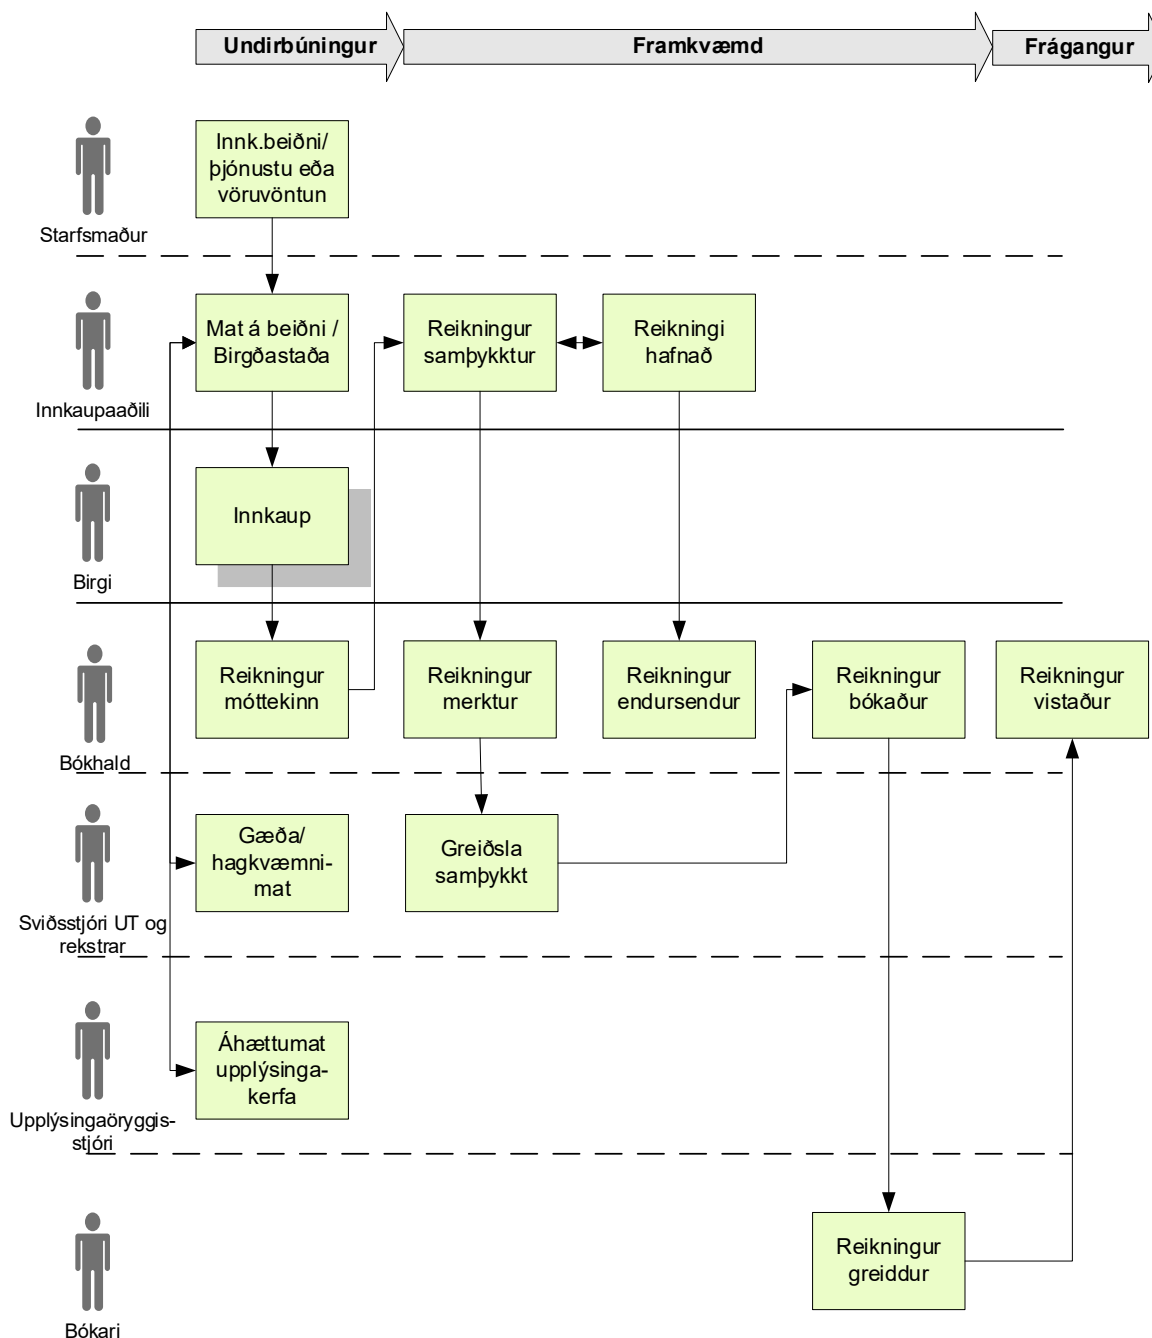 Undirbúningur
Framkvæmd
Frágangur
Innk.beiðni/
þjónustu eða
vöruvöntun
Starfsmaður
Mat á beiðni /
Birgðastaða
Reikningur
samþykktur
Reikningi
hafnað
Innkaupaaðili
Innkaup
Birgi
Reikningur
móttekinn
Reikningur
merktur
Reikningur
endursendur
Reikningur
bókaður
Reikningur
vistaður
Bókhald
Gæða/
hagkvæmni-
mat
Greiðsla
samþykkt
Sviðsstjóri UT og
rekstrar
Áhættumat
upplýsinga-
kerfa
Upplýsingaöryggis-
stjóri
Reikningur
greiddur
Bókari